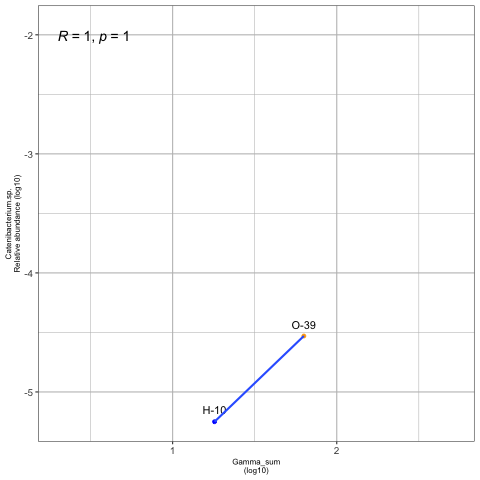 R = 1, p = 1
-2
-3
-4
-5
Catenibacterium.sp.
Relative abundance (log10)
O-39
H-10
1
2
Gamma_sum
(log10)